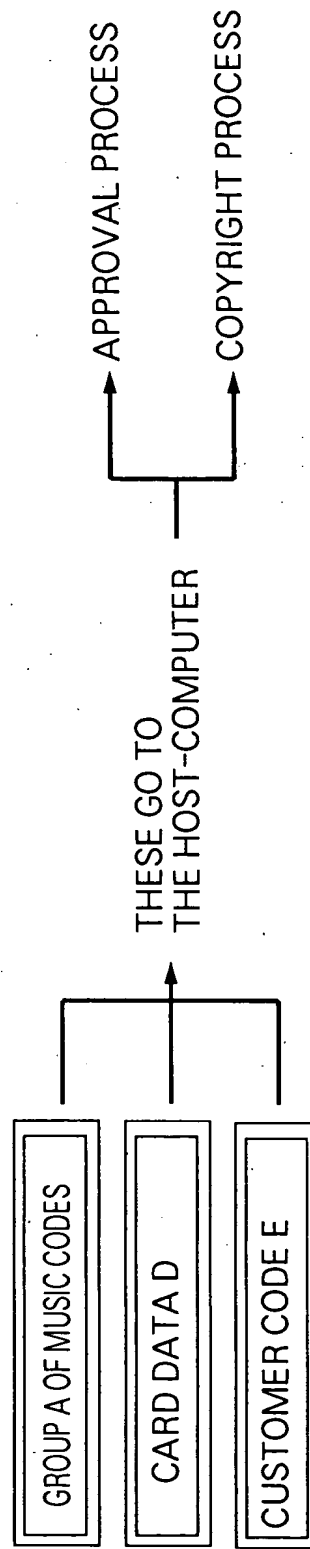 GROUP A OF MUSIC CODES
CARD DATA D
CUSTOMER CODE E
THESE GO TO
THE HOST-COMPUTER
APPROVAL PROCESS
COPYRIGHT PROCESS